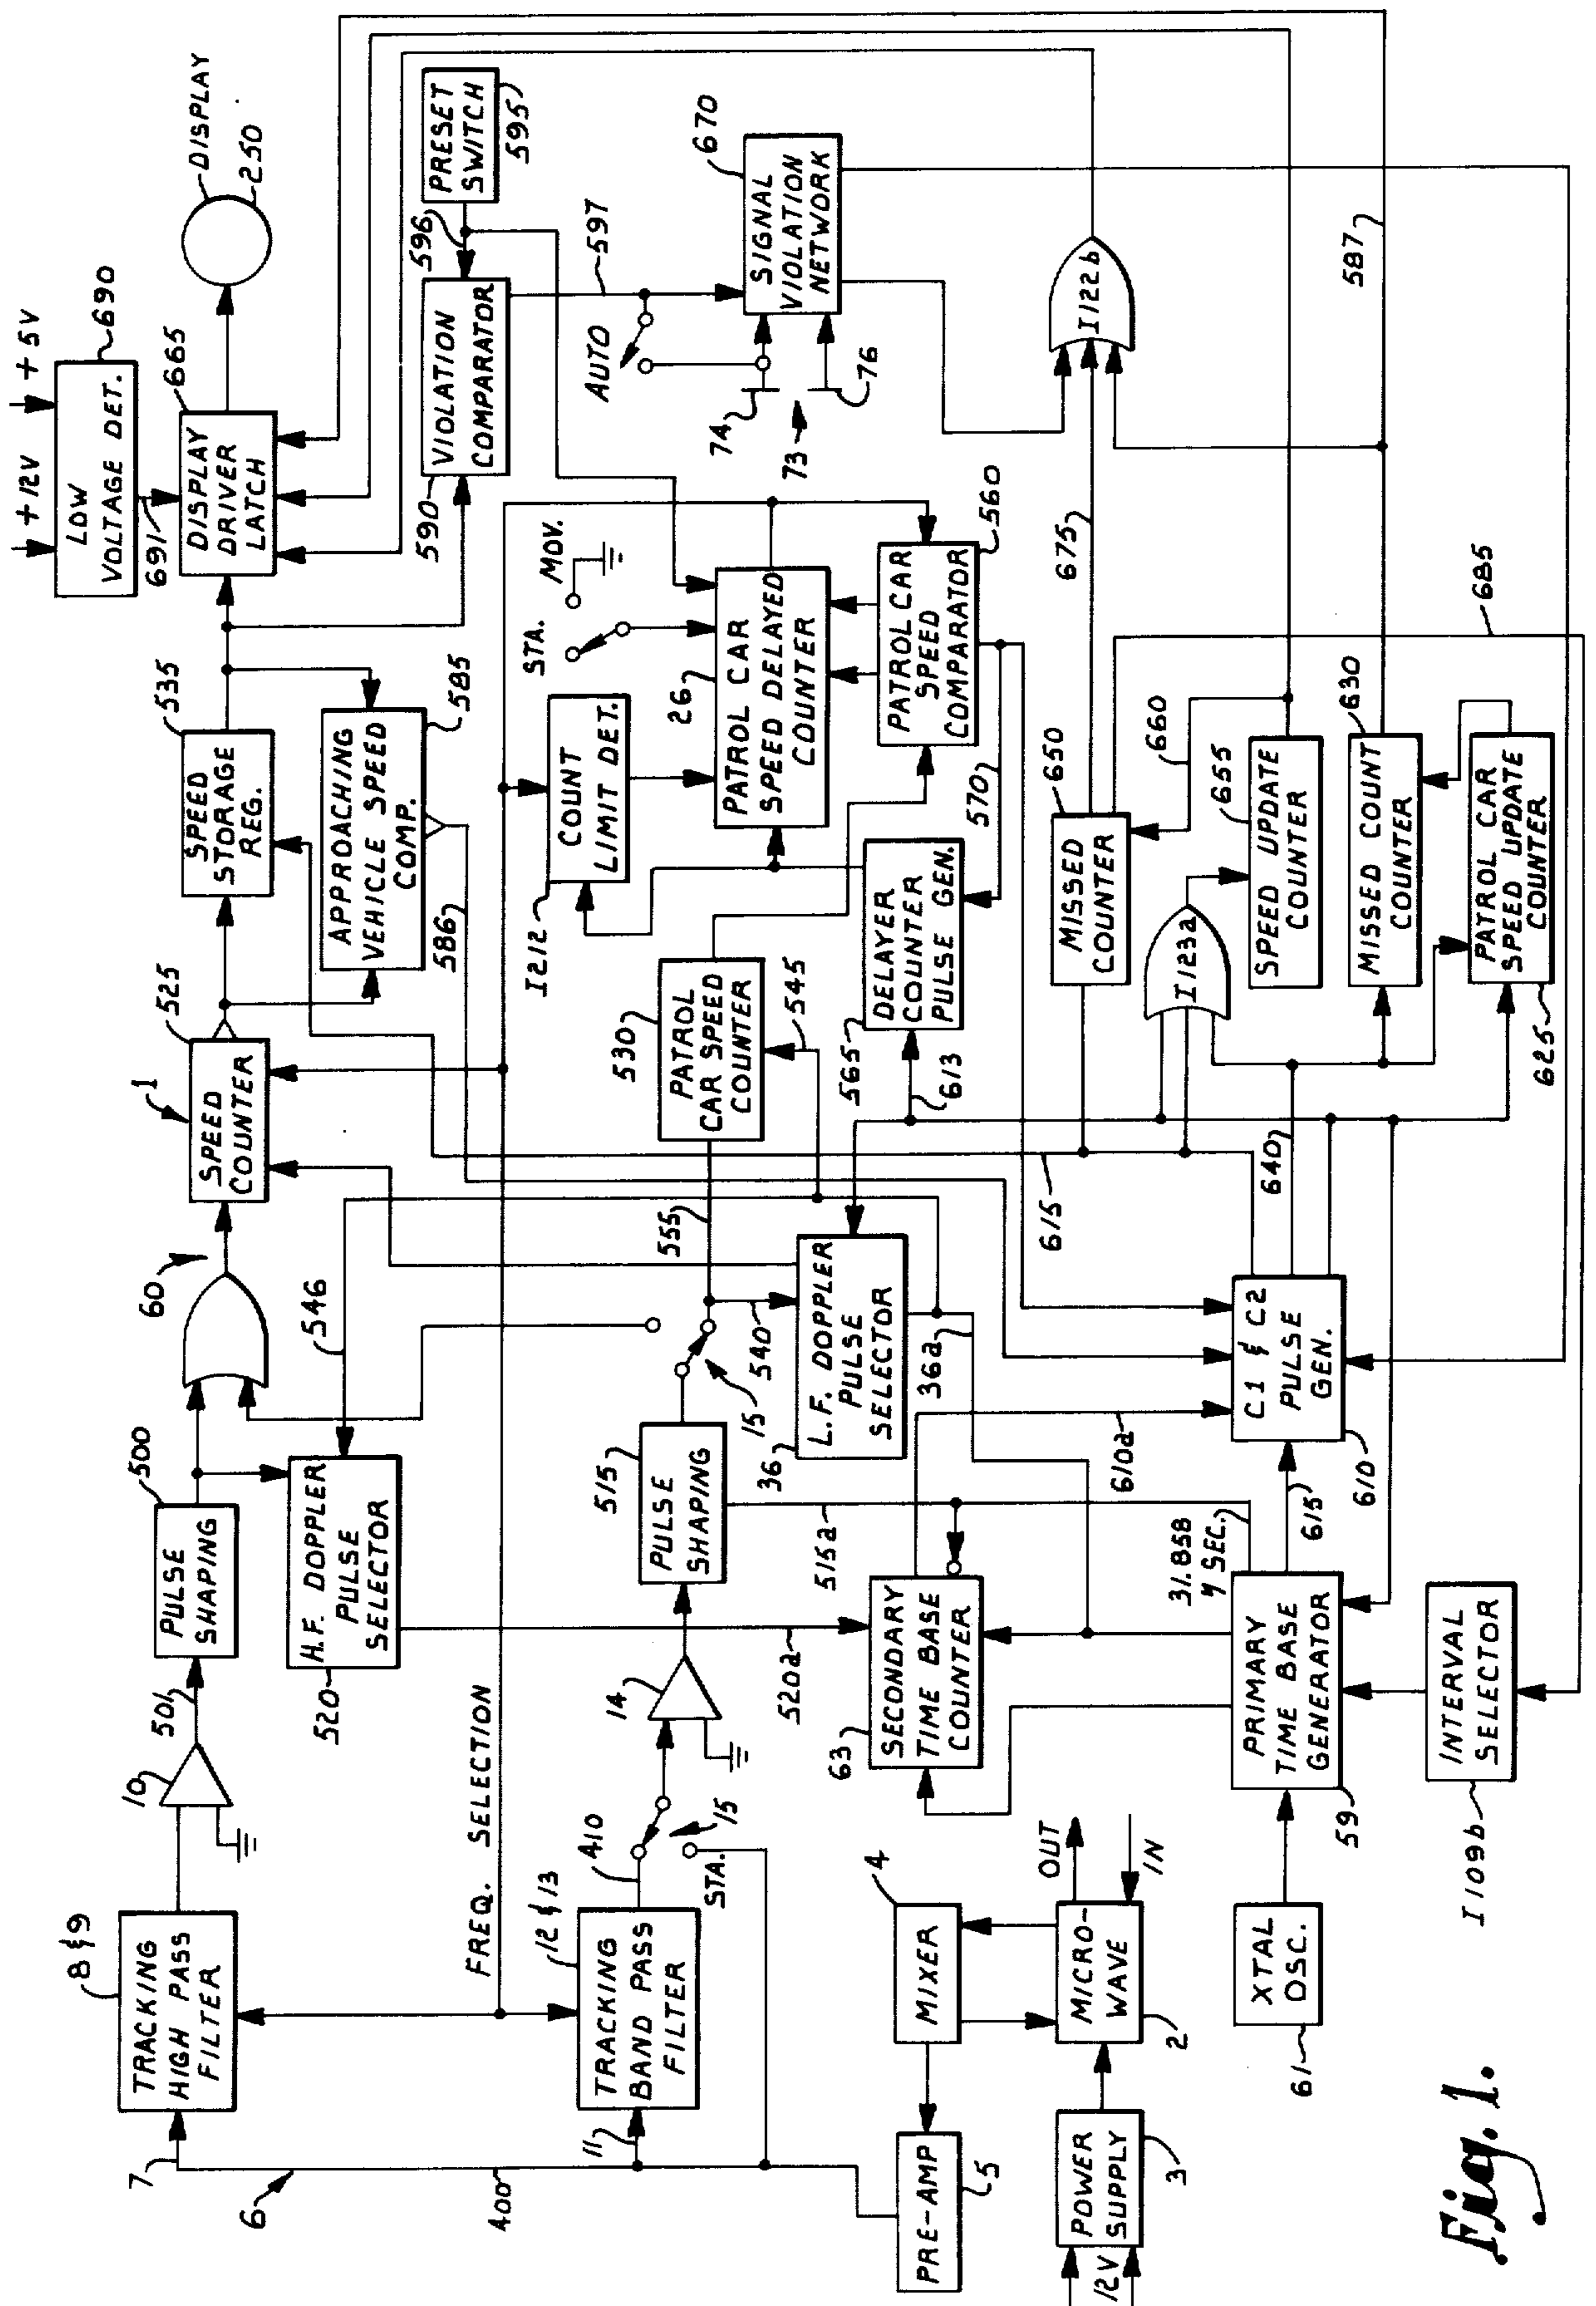 8 & 9
TRACKING
HIGH PASS
FILTER
7
6
400
10
501
PULSE
SHAPING
500
H.F. DOPPLER
PULSE
SELECTOR
520
546
60
1
SPEED
COUNTER
525
SPEED
STORAGE
REG.
535
APPROACHING
VEHICLE SPEED
COMP.
585
586
+12V
+5V
LOW
VOLTAGE DET.
690
691
DISPLAY
DRIVER
LATCH
665
DISPLAY
250
FREQ. SELECTION
VIOLATION
COMPARATOR
590
596
PRESET
SWITCH
595
597
AUTO
11
TRACKING
BAND PASS
FILTER
12 & 13
410
15
STA.
14
PULSE
SHAPING
515
515a
520a
15
540
555
PATROL
CAR SPEED
COUNTER
530
545
COUNT
LIMIT DET.
I212
STA.
MOV.
PATROL CAR
SPEED DELAYED
COUNTER
26
74
73
76
SIGNAL
VIOLATION
NETWORK
670
L.F. DOPPLER
PULSE
SELECTOR
36
36a
DELAYER
COUNTER
PULSE GEN.
565
613
570
PATROL CAR
SPEED
COMPARATOR
560
PRE-AMP
5
MIXER
4
MICRO-
WAVE
2
OUT
IN
POWER
SUPPLY
3
12V
SECONDARY
TIME BASE
COUNTER
63
610a
615
MISSED
COUNTER
650
675
I122b
660
I123a
SPEED UPDATE
COUNTER
655
587
XTAL
OSC.
61
PRIMARY
TIME BASE
GENERATOR
59
31.858
SEC.
615
C1 & C2
PULSE
GEN.
610
640
MISSED COUNT
COUNTER
630
685
INTERVAL
SELECTOR
I109b
PATROL CAR
SPEED UPDATE
COUNTER
625
Fig. 1.